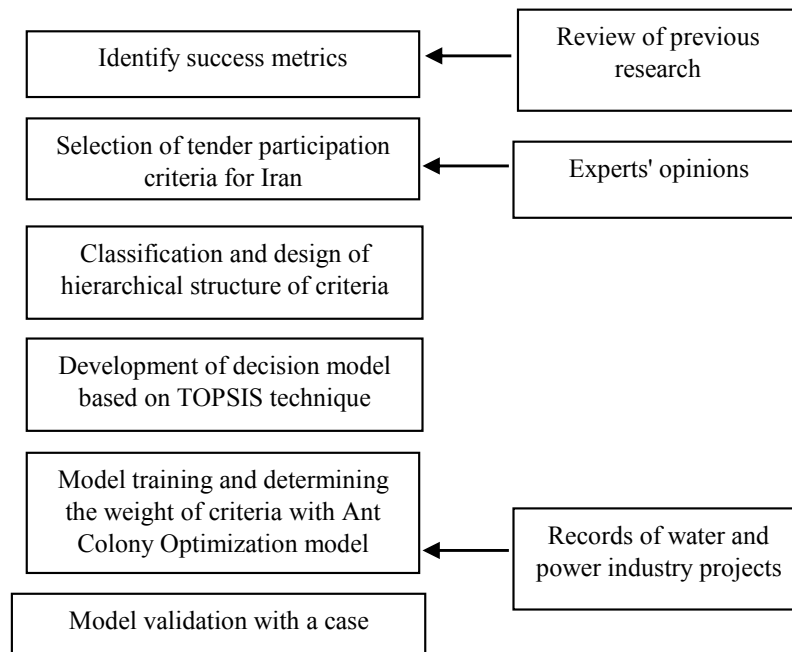 Identify success metrics
Review of previous
research
Selection of tender participation
criteria for Iran
Experts' opinions
Classification and design of
hierarchical structure of criteria
Development of decision model
based on TOPSIS technique
Model training and determining
the weight of criteria with Ant
Colony Optimization model
Records of water and
power industry projects
Model validation with a case